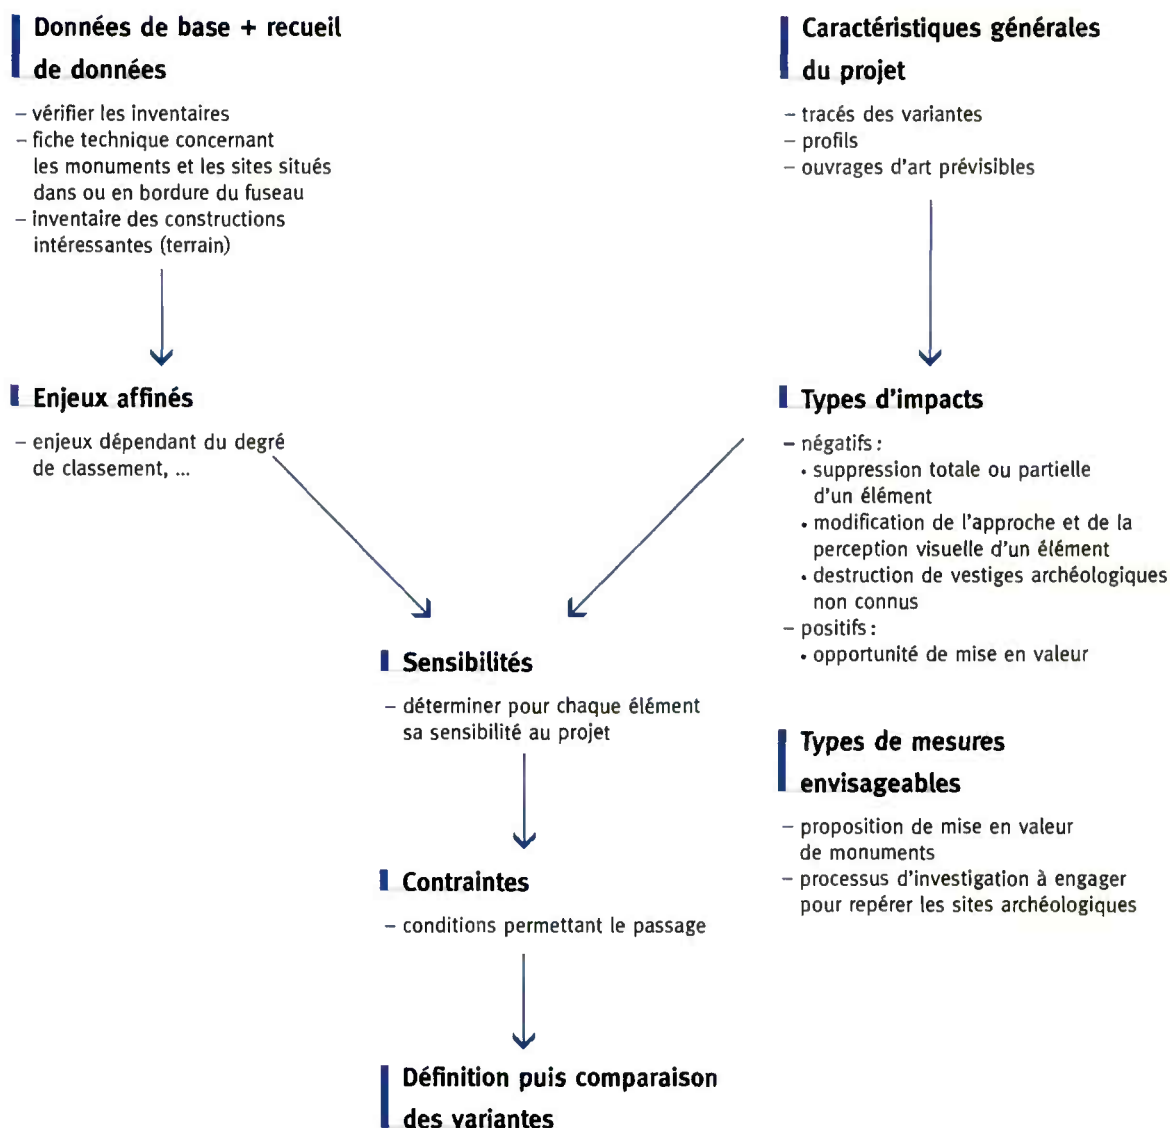 Données de base + recueil
de données
– vérifier les inventaires
– fiche technique concernant
les monuments et les sites situés
dans ou en bordure du fuseau
– inventaire des constructions
intéressantes (terrain)
Enjeux affinés
– enjeux dépendant du degré
de classement, ...
Caractéristiques générales
du projet
– tracés des variantes
– profils
– ouvrages d'art prévisibles
Types d'impacts
– négatifs :
• suppression totale ou partielle
d'un élément
• modification de l'approche et de la
perception visuelle d'un élément
• destruction de vestiges archéologiques
non connus
– positifs :
• opportunité de mise en valeur
Sensibilités
– déterminer pour chaque élément
sa sensibilité au projet
Types de mesures
envisageables
– proposition de mise en valeur
de monuments
– processus d'investigation à engager
pour repérer les sites archéologiques
Contraintes
– conditions permettant le passage
Définition puis comparaison
des variantes